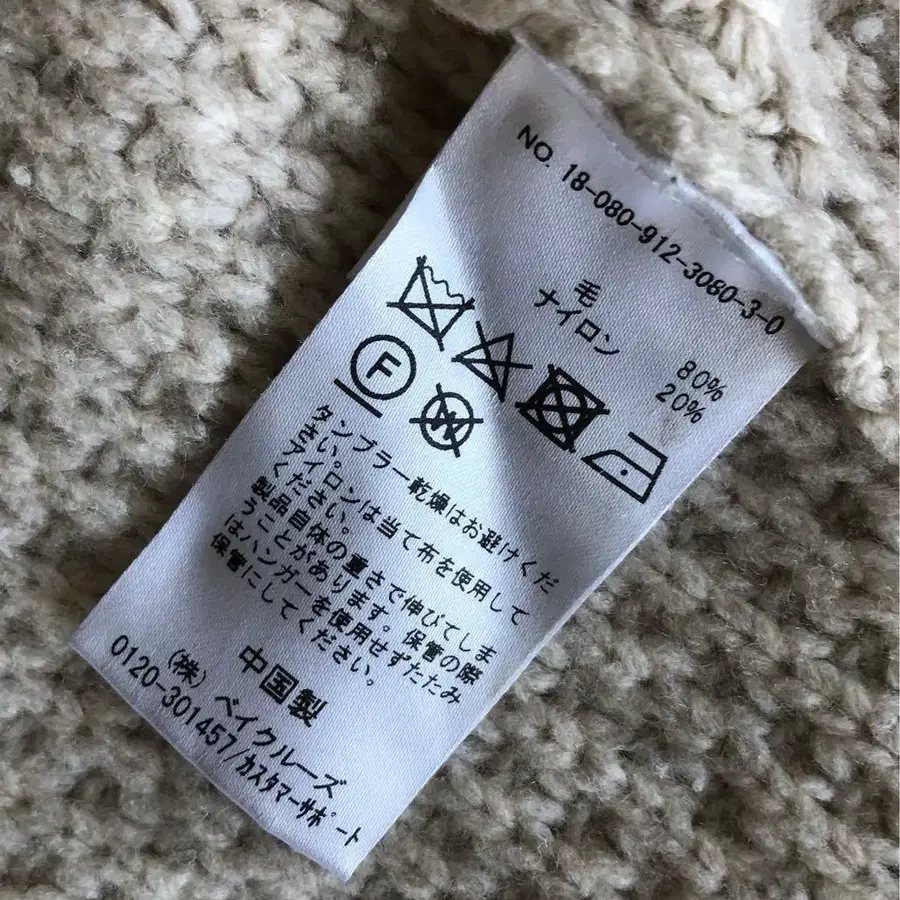 NO. 18-080-912-3080-3-0
毛 80%
ナイロン 20%
F
W
タンブラー乾燥はお避けくだ
さい。アイロンは当て布を使用して
ください。
製品自体の重さで伸びてしま
うことがあります。保管の際
はハンガーを使用せずたたみ
保管にしてください。
中国製
(株) ベイクルーズ
0120-301457/カスタマーサポート